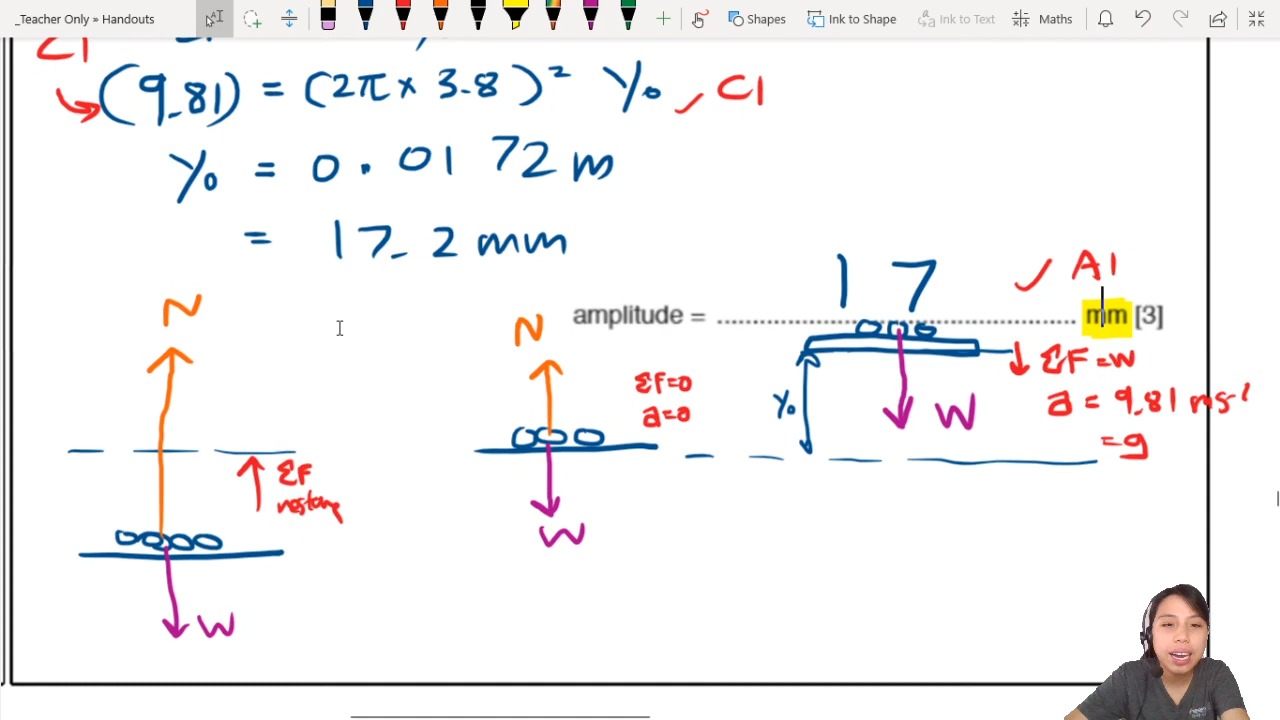 _Teacher Only » Handouts
Shapes
Ink to Shape
Ink to Text
Maths
C1
(9.81) = (2π × 3.8)² y₀ ✓ C1
y₀ = 0.0172 m
= 17.2 mm
17 ✓ A1
amplitude = ........................................................ mm [3]
N
N
ΣF=0
a=0
y₀
W
↓ ΣF=W
a = 9.81 ms⁻²
=g
↑ ΣF
W
W